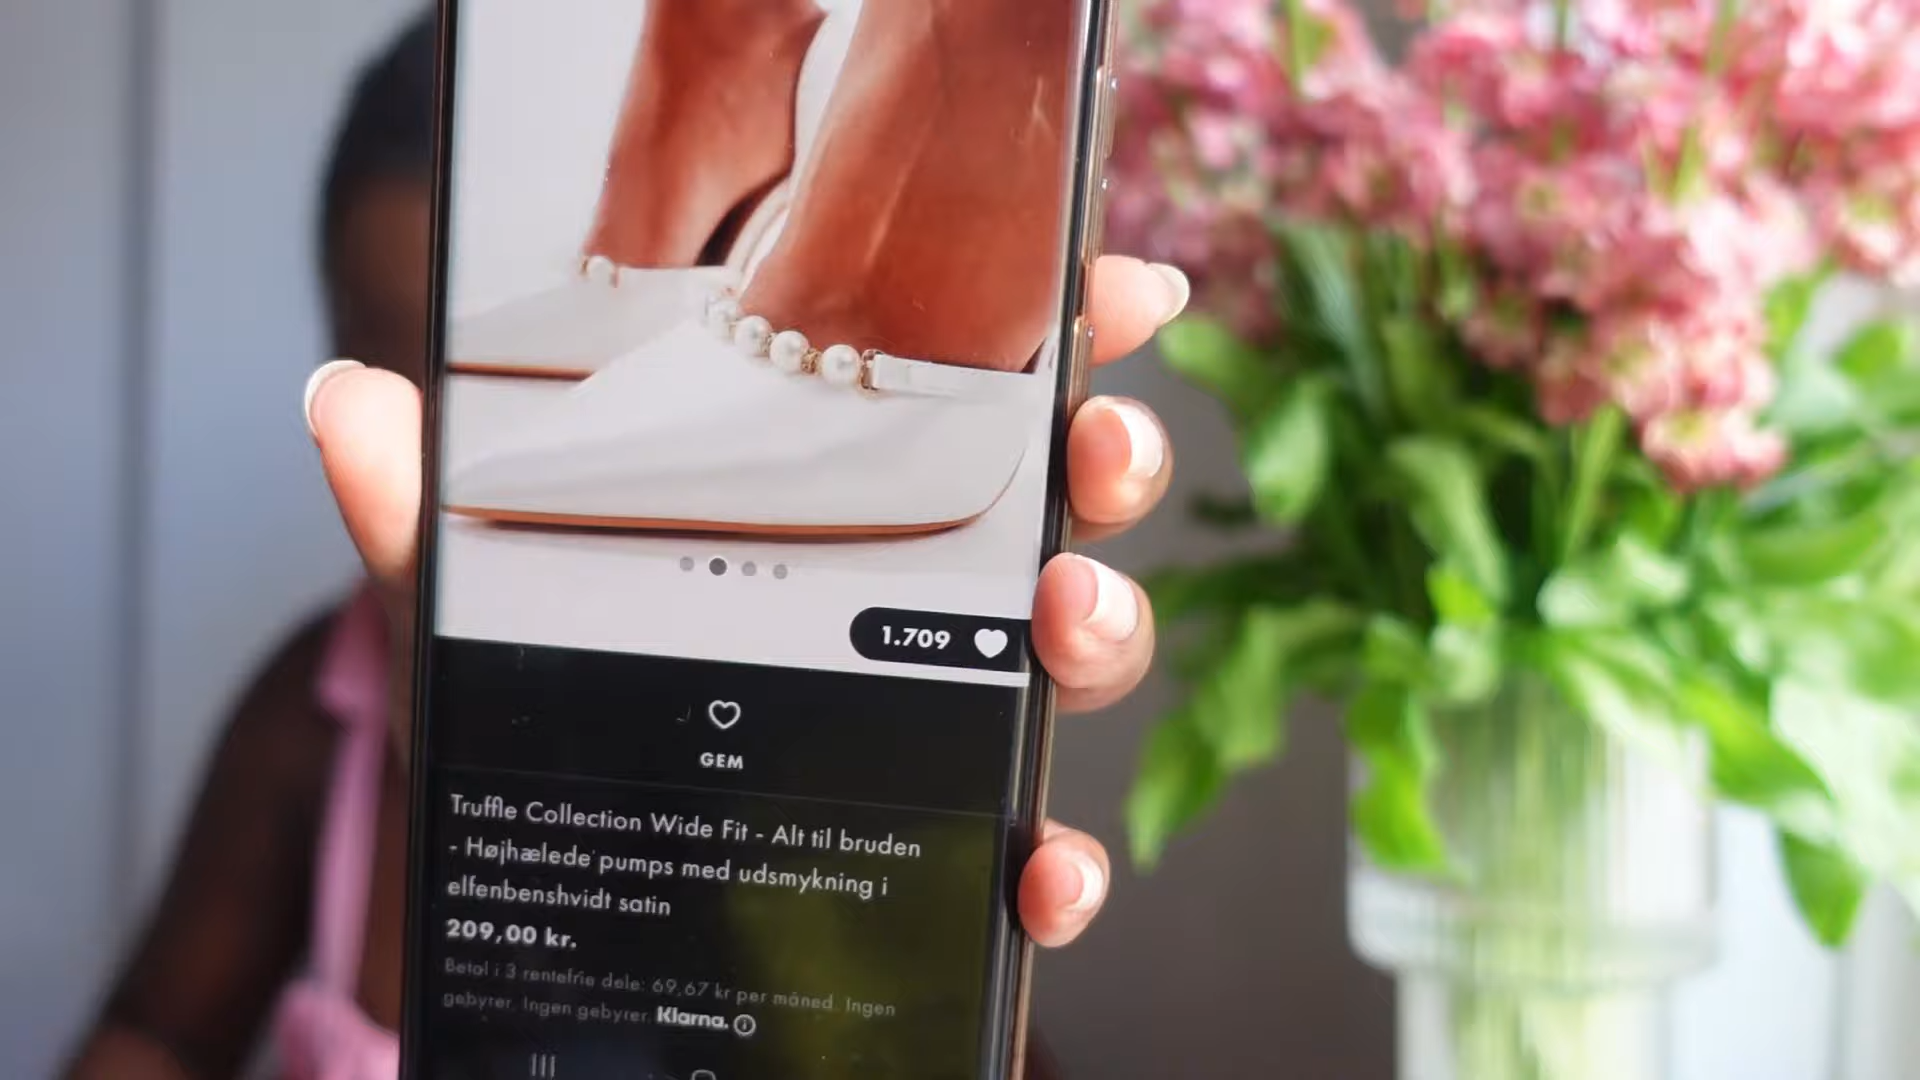 1.709
GEM
Truffle Collection Wide Fit - Alt til bruden
- Højhælede pumps med udsmykning i
elfenbenshvidt satin
209,00 kr.
Betal i 3 rentefrie dele: 69,67 kr per måned. Ingen
gebyrer. Ingen gebyrer. Klarna.